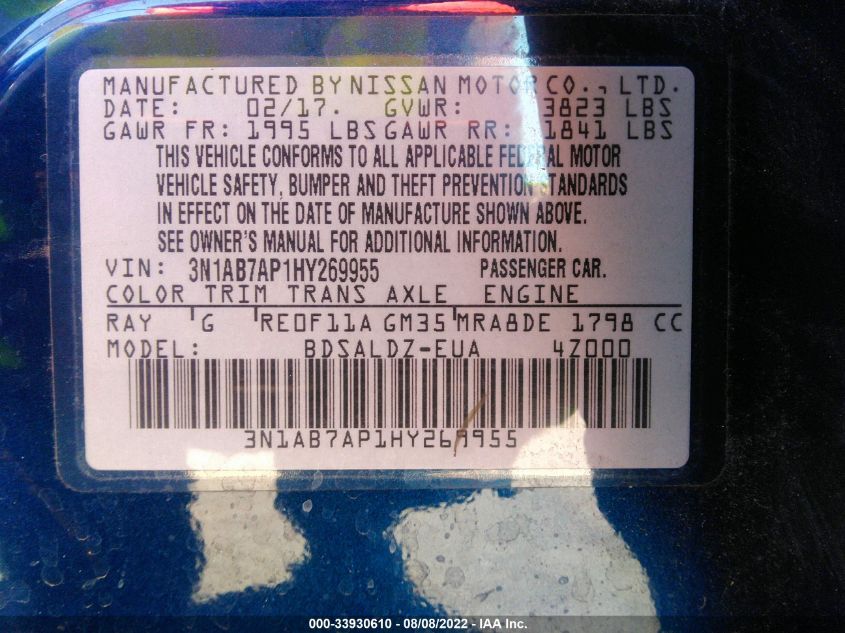 MANUFACTURED BY NISSAN MOTOR CO., LTD.
DATE: 02/17. GVWR: 3823 LBS
GAWR FR: 1995 LBS GAWR RR: 1841 LBS
THIS VEHICLE CONFORMS TO ALL APPLICABLE FEDERAL MOTOR
VEHICLE SAFETY, BUMPER AND THEFT PREVENTION STANDARDS
IN EFFECT ON THE DATE OF MANUFACTURE SHOWN ABOVE.
SEE OWNER'S MANUAL FOR ADDITIONAL INFORMATION.
VIN: 3N1AB7AP1HY269955 PASSENGER CAR.
COLOR TRIM TRANS AXLE ENGINE
RAY 'G 'RE0F11A GM35'MRA8DE 1798 CC
MODEL: BDSALDZ-EUA 4Z000
3N1AB7AP1HY269955
000-33930610 - 08/08/2022 - IAA Inc.